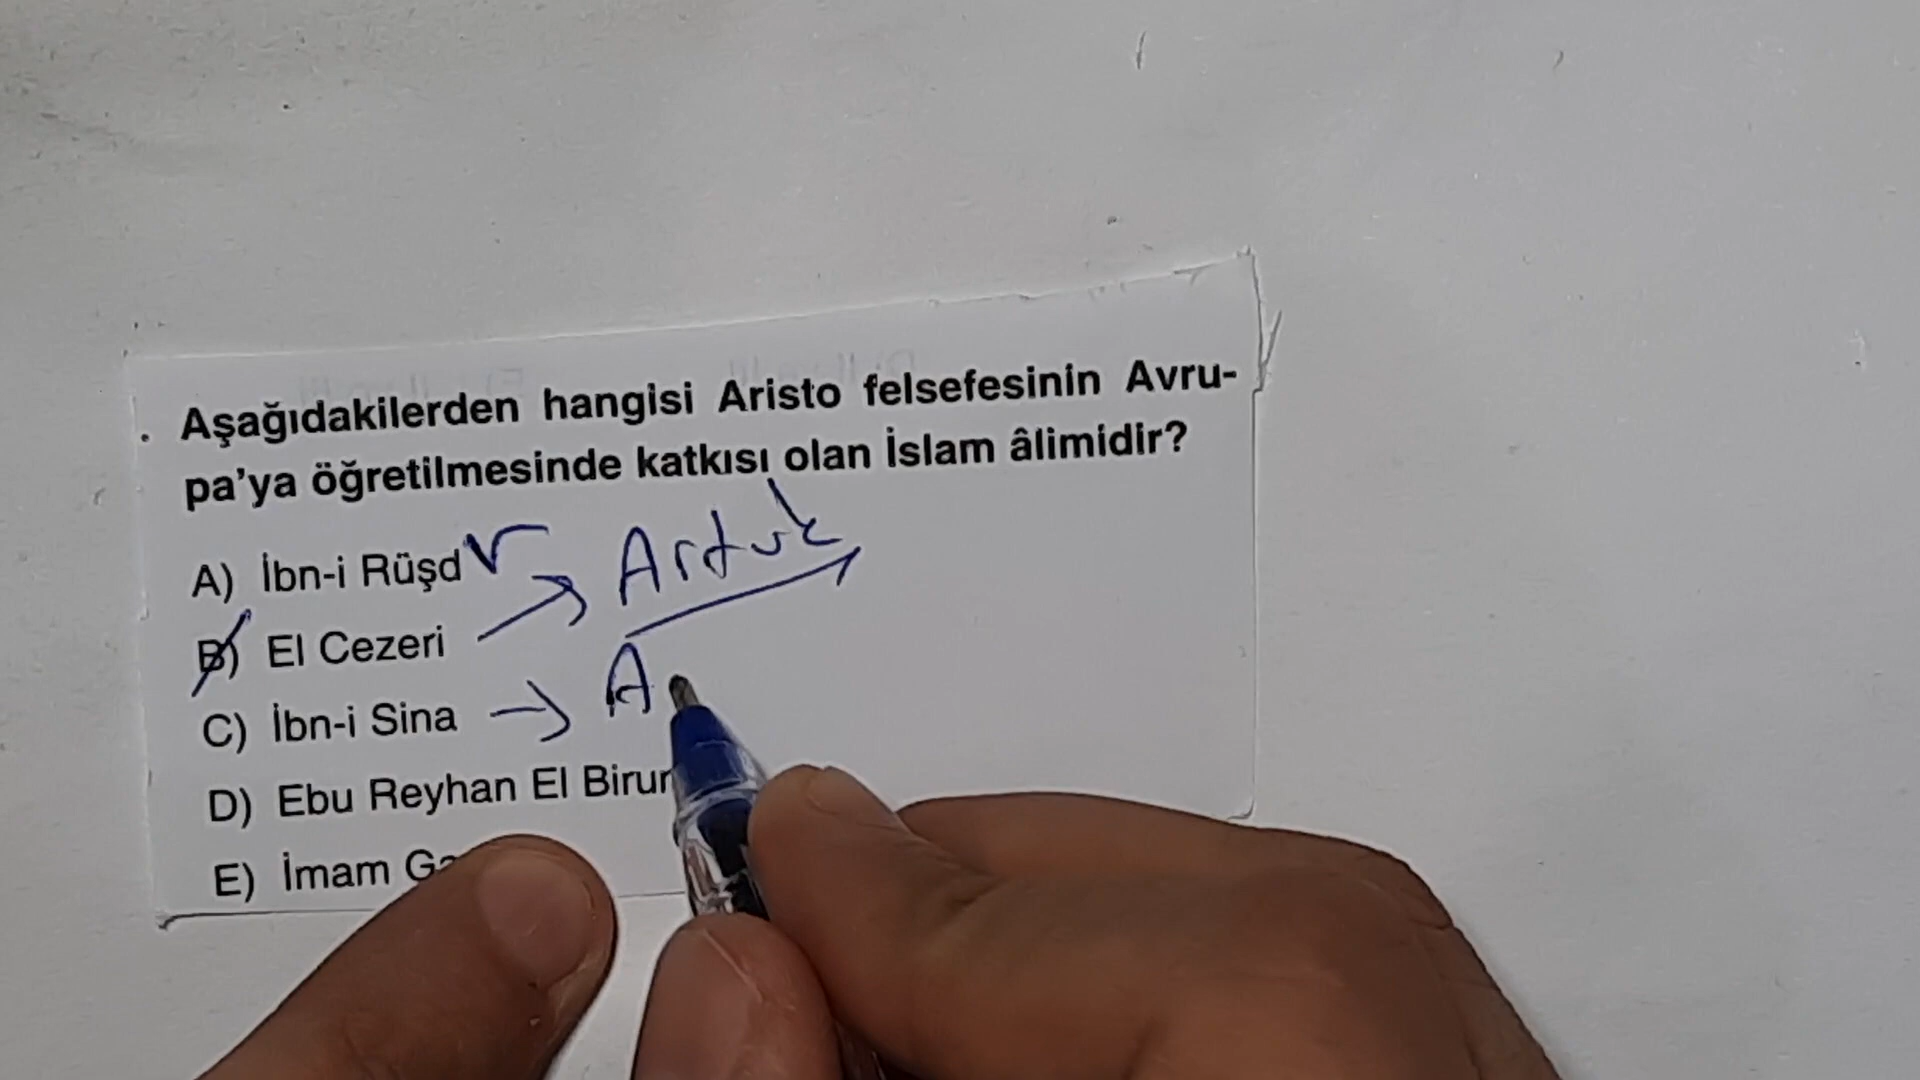 Aşağıdakilerden hangisi Aristo felsefesinin Avru-
pa'ya öğretilmesinde katkısı olan İslam âlimidir?
A) İbn-i Rüşd
B) El Cezeri → Artuk
C) İbn-i Sina → A
D) Ebu Reyhan El
E) İmam